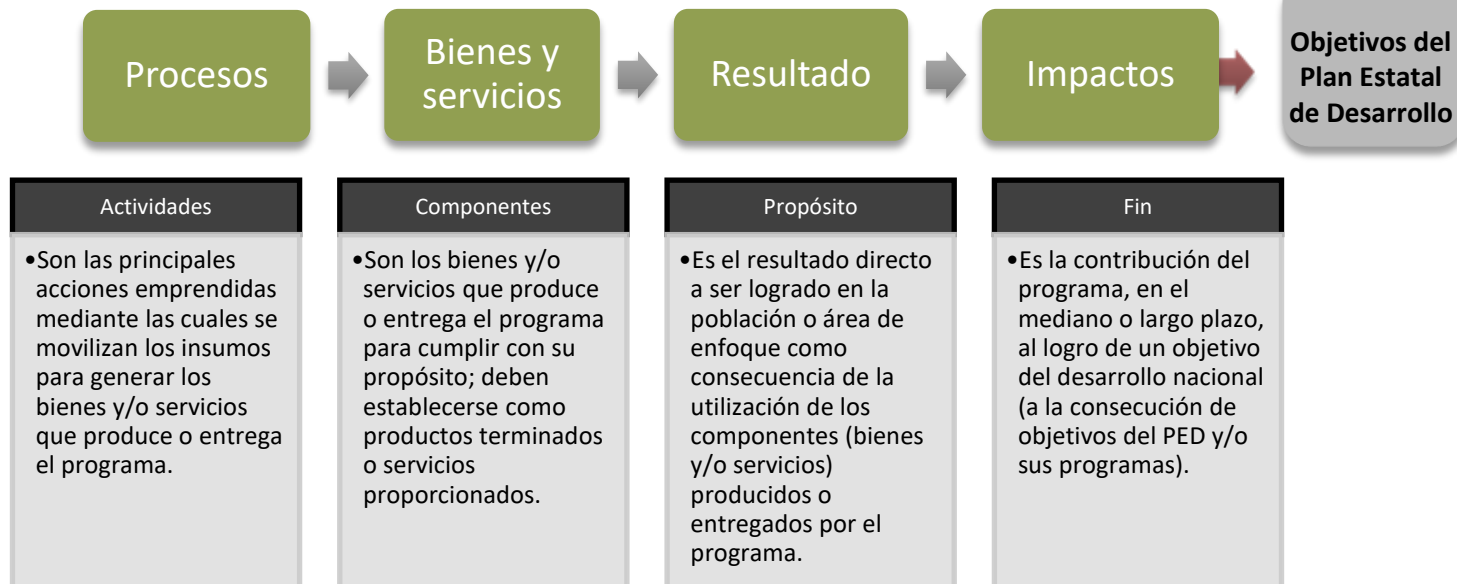 Procesos
Bienes y
servicios
Resultado
Impactos
Objetivos del
Plan Estatal
de Desarrollo
Actividades
•Son las principales
acciones emprendidas
mediante las cuales se
movilizan los insumos
para generar los
bienes y/o servicios
que produce o entrega
el programa.
Componentes
•Son los bienes y/o
servicios que produce
o entrega el programa
para cumplir con su
propósito; deben
establecerse como
productos terminados
o servicios
proporcionados.
Propósito
•Es el resultado directo
a ser logrado en la
población o área de
enfoque como
consecuencia de la
utilización de los
componentes (bienes
y/o servicios)
producidos o
entregados por el
programa.
Fin
•Es la contribución del
programa, en el
mediano o largo plazo,
al logro de un objetivo
del desarrollo nacional
(a la consecución de
objetivos del PED y/o
sus programas).